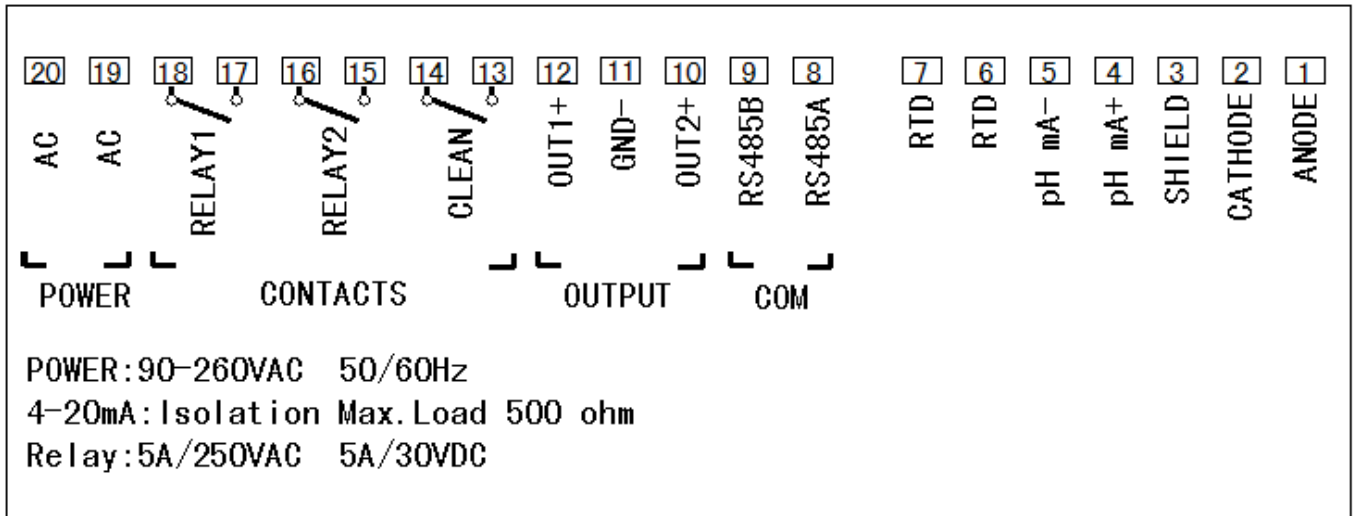 20 19 18 17 16 15 14 13 12 11 10 9 8 7 6 5 4 3 2 1
AC
AC
RELAY1
RELAY2
CLEAN
OUT1+
GND-
OUT2+
RS485B
RS485A
RTD
RTD
pH mA-
pH mA+
SHIELD
CATHODE
ANODE
POWER CONTACTS OUTPUT COM
POWER:90-260VAC 50/60Hz
4-20mA:Isolation Max.Load 500 ohm
Relay:5A/250VAC 5A/30VDC